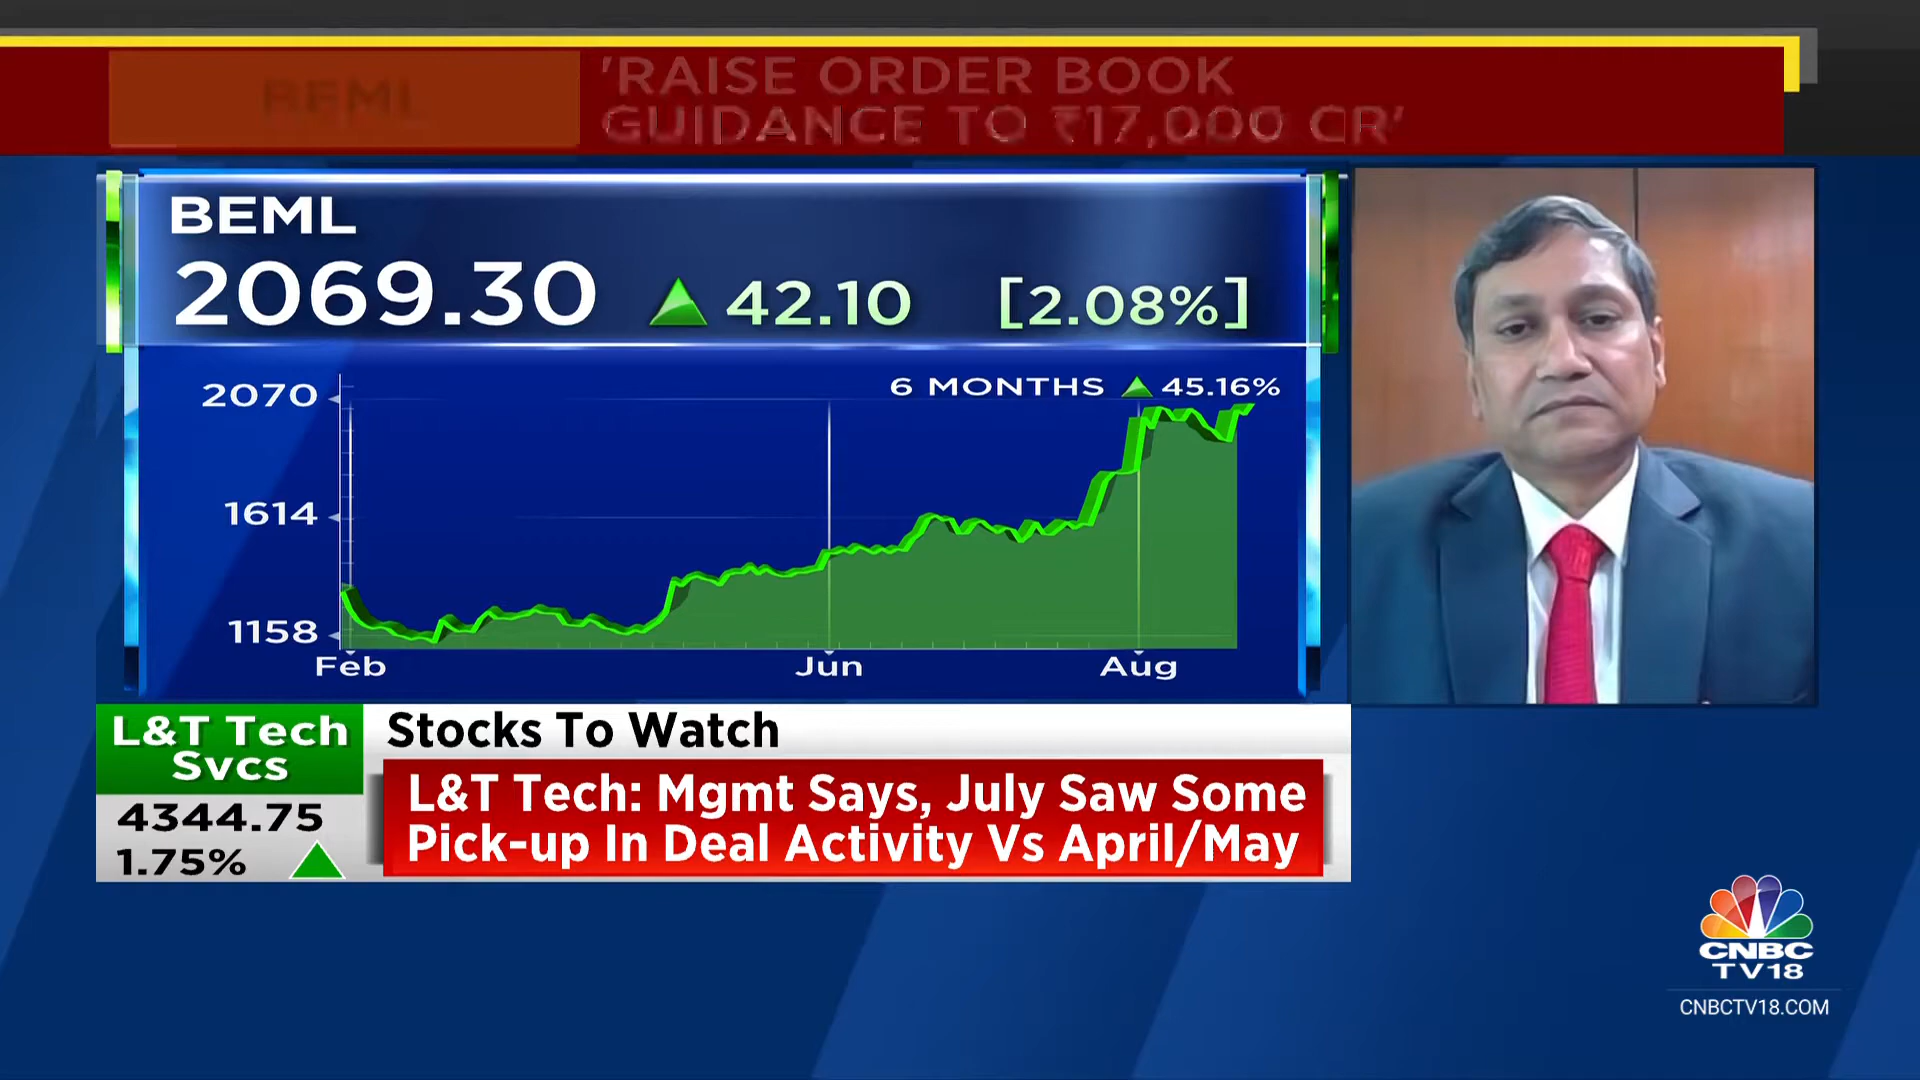 BEML
'RAISE ORDER BOOK
GUIDANCE TO ₹17,000 CR'
BEML
2069.30 ▲ 42.10 [2.08%]
6 MONTHS ▲ 45.16%
2070
1614
1158
Feb Jun Aug
L&T Tech
Svcs
4344.75
1.75% ▲
Stocks To Watch
L&T Tech: Mgmt Says, July Saw Some
Pick-up In Deal Activity Vs April/May
CNBC
TV18
CNBCTV18.COM